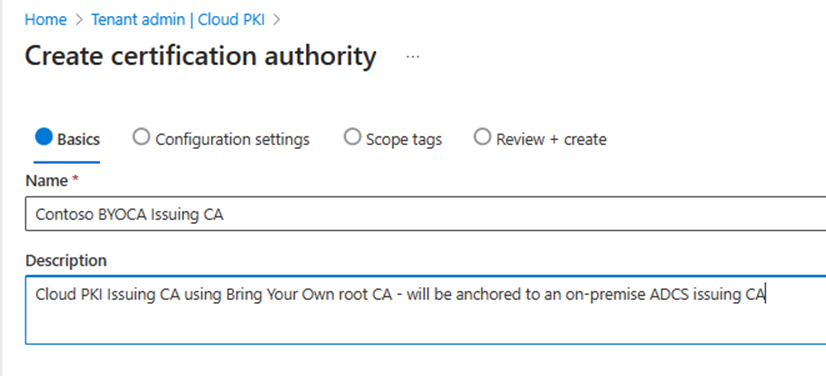 Home > Tenant admin | Cloud PKI >
Create certification authority ...
Basics Configuration settings Scope tags Review + create
Name *
Contoso BYOCA Issuing CA
Description
Cloud PKI Issuing CA using Bring Your Own root CA - will be anchored to an on-premise ADCS issuing CA